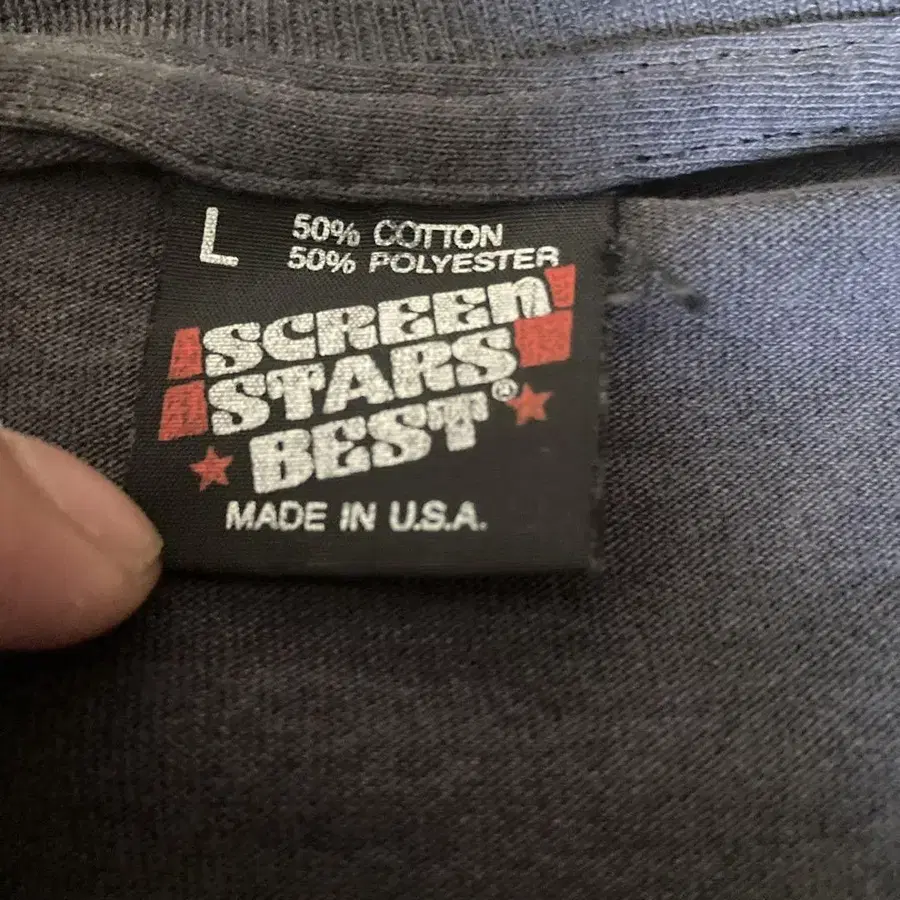 L
50% COTTON
50% POLYESTER
SCREEN
STARS
BEST®
MADE IN U.S.A.